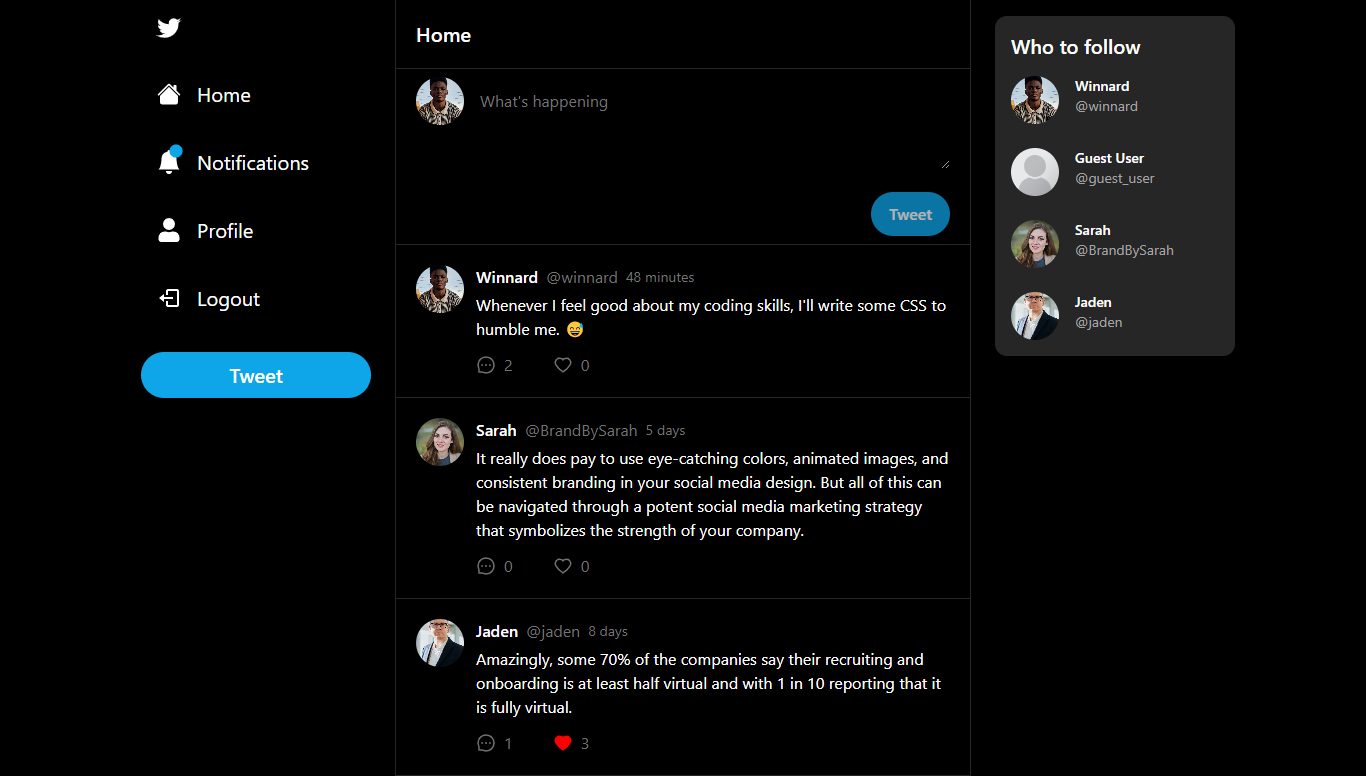 Home
Notifications
Profile
Logout
Tweet
Home
What's happening
Tweet
Winnard @winnard 48 minutes
Whenever I feel good about my coding skills, I'll write some CSS to
humble me. 😅
2 0
Sarah @BrandBySarah 5 days
It really does pay to use eye-catching colors, animated images, and
consistent branding in your social media design. But all of this can
be navigated through a potent social media marketing strategy
that symbolizes the strength of your company.
0 0
Jaden @jaden 8 days
Amazingly, some 70% of the companies say their recruiting and
onboarding is at least half virtual and with 1 in 10 reporting that it
is fully virtual.
1 3
Who to follow
Winnard
@winnard
Guest User
@guest_user
Sarah
@BrandBySarah
Jaden
@jaden